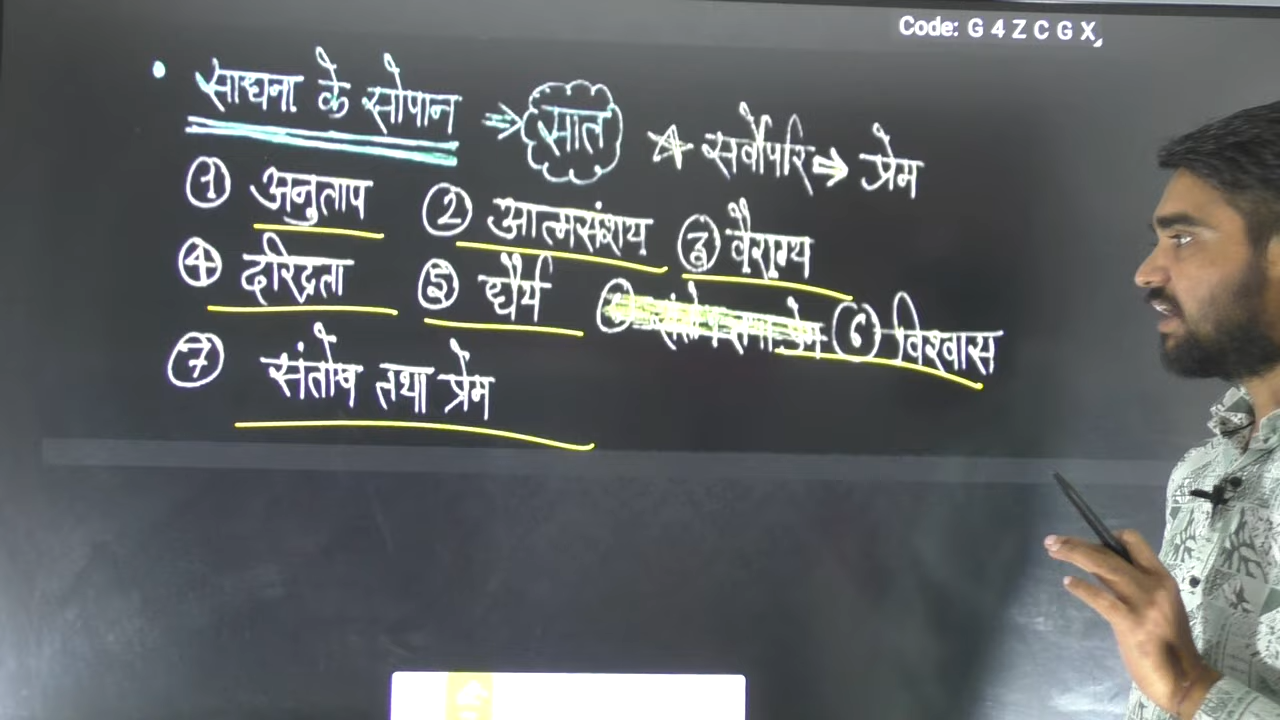 Code: G 4 Z C G X
• साधना के सोपान ⇒ सात ★ सर्वोपरि ⇒ प्रेम
① अनुताप ② आत्मसंशय ③ वैराग्य
④ दरिद्रता ⑤ धैर्य ⑥ विश्वास
⑦ संतोष तथा प्रेम